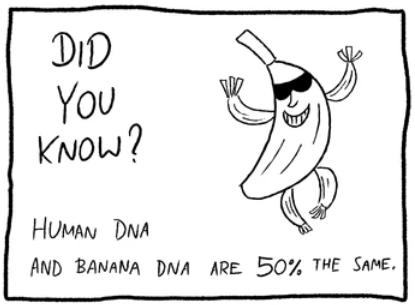 DID
YOU
KNOW?
HUMAN DNA
AND BANANA DNA ARE 50% THE SAME.